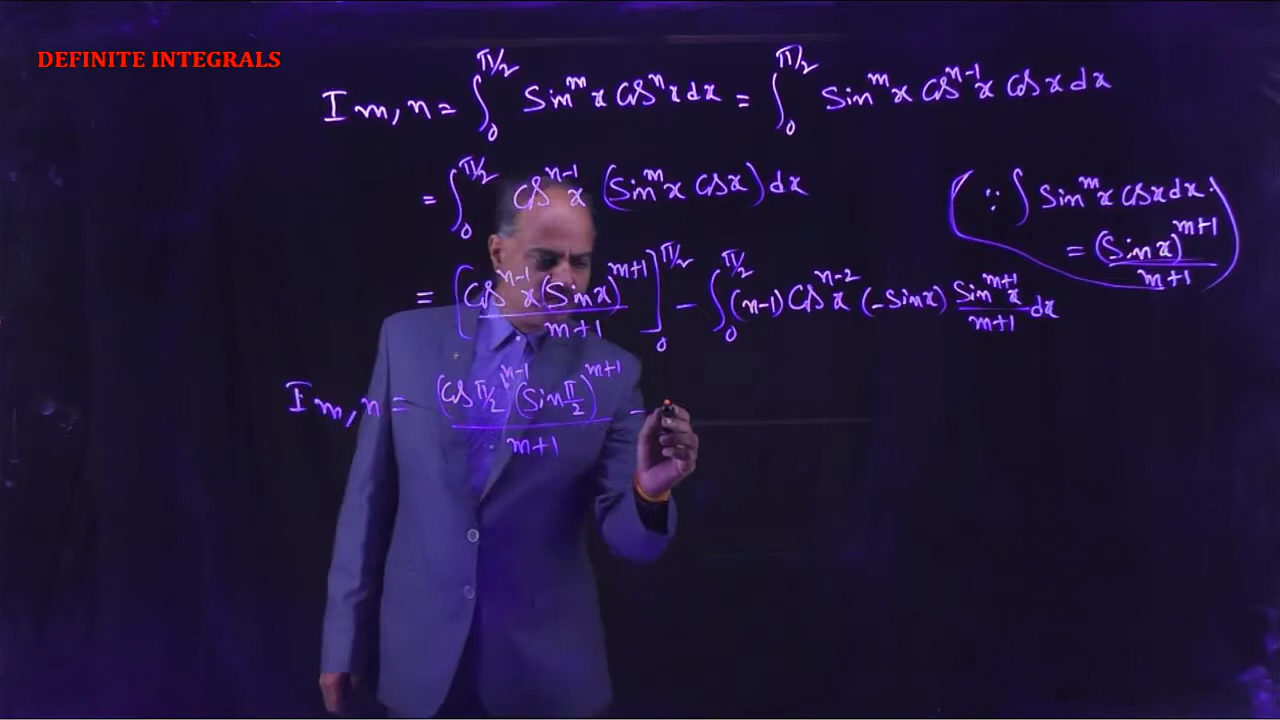 DEFINITE INTEGRALS
I m,n = ∫₀^{π/2} Sin^m x Cos^n x dx = ∫₀^{π/2} Sin^m x Cos^{n-1} x Cos x dx
= ∫₀^{π/2} Cos^{n-1} x (Sin^m x Cos x) dx
(∵ ∫ Sin^m x Cos x dx.
= (Sin x)^{m+1} / m+1)
= [Cos^{n-1} x (Sin x)^{m+1} / m+1]₀^{π/2} - ∫₀^{π/2} (n-1) Cos^{n-2} x (-Sin x) Sin^{m+1} x / m+1 dx
I m,n = (Cos π/2)^{n-1} (Sin π/2)^{m+1} / m+1 -